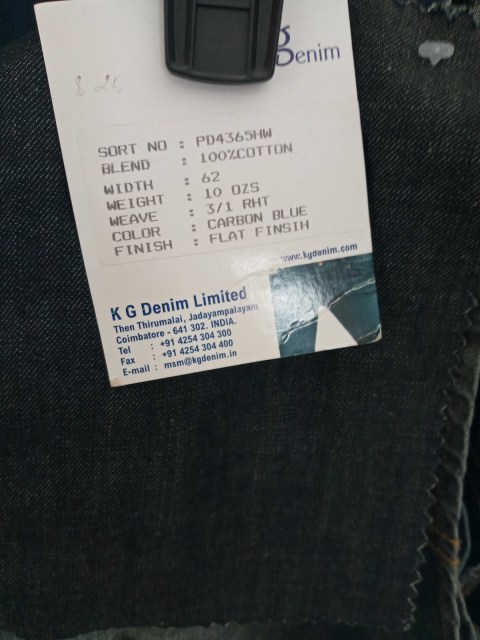 g
Denim
SORT NO : PD4365HW
BLEND : 100%COTTON
WIDTH : 62
WEIGHT : 10 OZS
WEAVE : 3/1 RHT
COLOR : CARBON BLUE
FINISH : FLAT FINSIH
www.kgdenim.com
K G Denim Limited
Then Thirumalai, Jadayampalayam
Coimbatore - 641 302. INDIA.
Tel : +91 4254 304 300
Fax : +91 4254 304 400
E-mail : msm@kgdenim.in